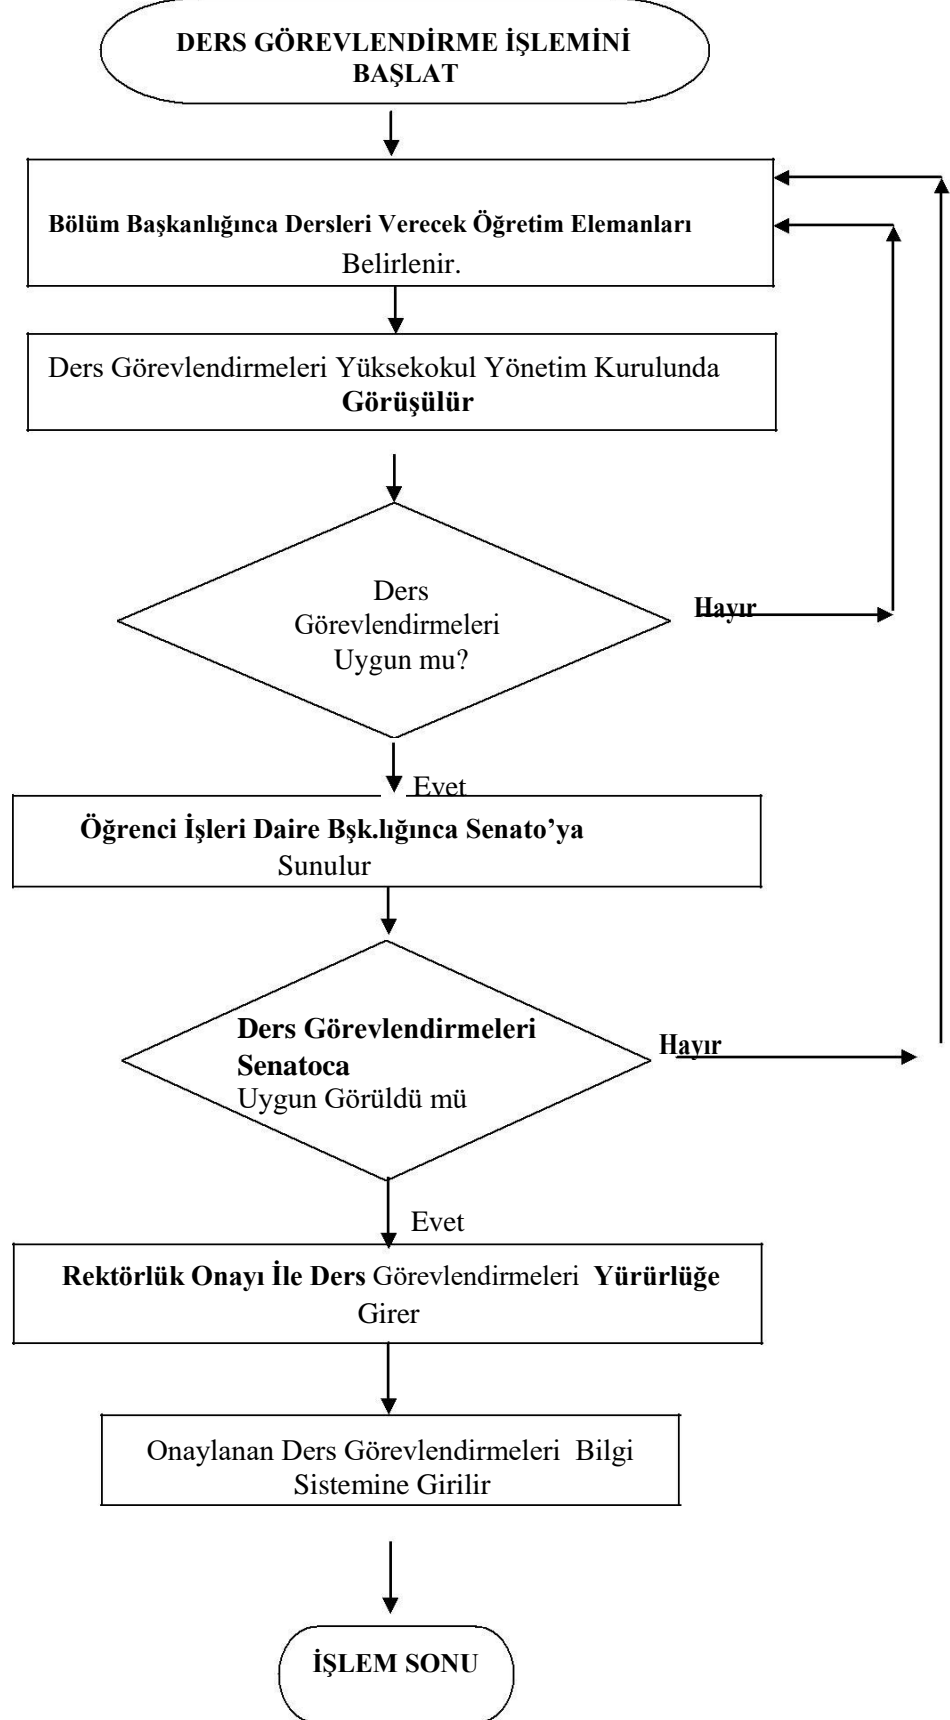 DERS GÖREVLENDİRME İŞLEMİNİ
BAŞLAT
Bölüm Başkanlığınca Dersleri Verecek Öğretim Elemanları
Belirlenir.
Ders Görevlendirmeleri Yüksekokul Yönetim Kurulunda
Görüşülür
Ders
Görevlendirmeleri
Uygun mu?
Hayır
Evet
Öğrenci İşleri Daire Bşk.lığınca Senato’ya
Sunulur
Ders Görevlendirmeleri
Senatoca
Uygun Görüldü mü
Hayır
Evet
Rektörlük Onayı İle Ders Görevlendirmeleri Yürürlüğe
Girer
Onaylanan Ders Görevlendirmeleri Bilgi
Sistemine Girilir
İŞLEM SONU